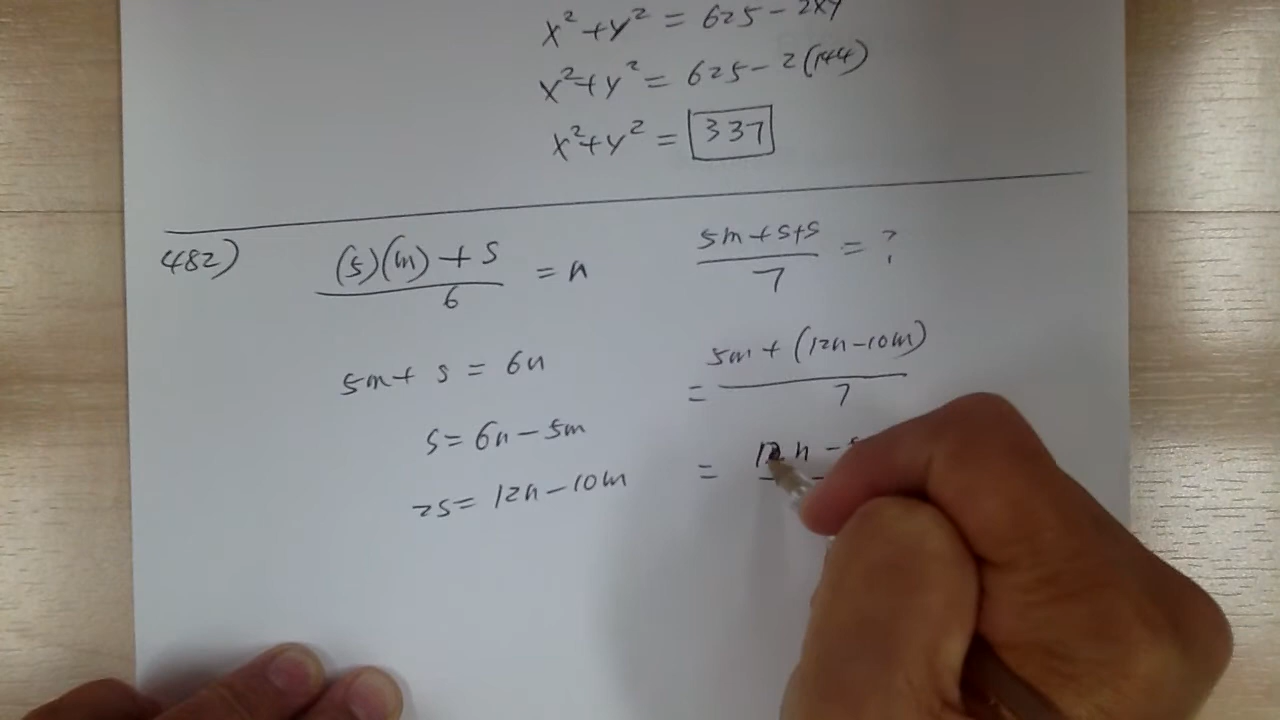 x²+y² = 625 - 2xy
x²+y² = 625 - 2(144)
x²+y² = 337
482) (5)(m) + s / 6 = n
5m+s+s / 7 = ?
5m + s = 6n
= 5m + (12n-10m) / 7
s = 6n - 5m
= 12n -
2s = 12n - 10m